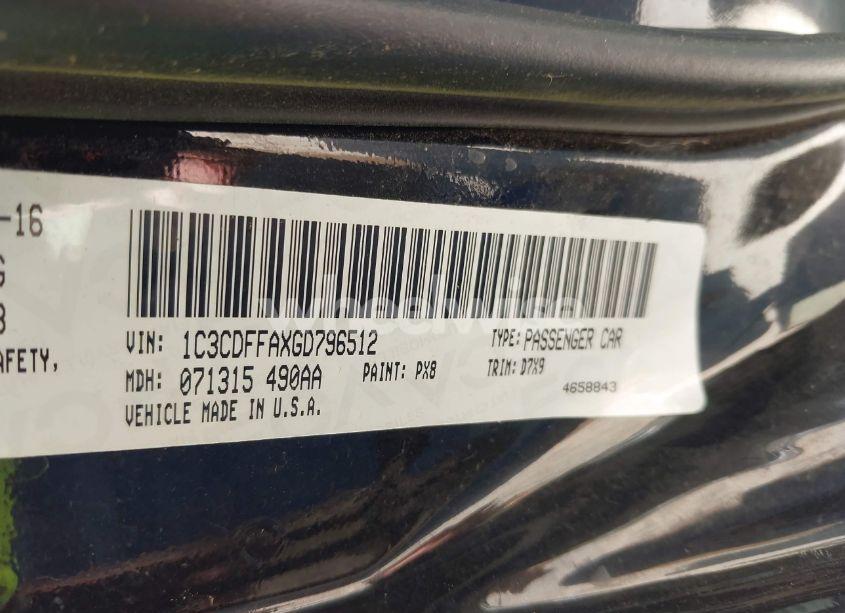 -16
G
3
AFETY,
VIN: 1C3CDFFAXGD796512
TYPE: PASSENGER CAR
MDH: 071315 490AA
PAINT: PX8
TRIM: D7X9
VEHICLE MADE IN U.S.A.
4658843
wheelwise